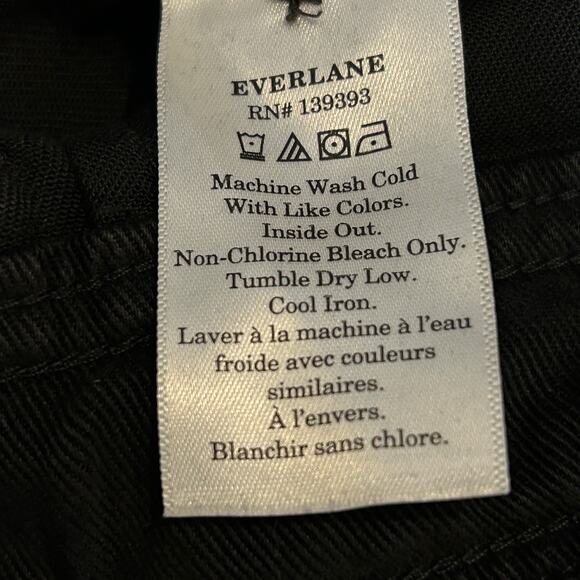 EVERLANE
RN# 139393
Machine Wash Cold
With Like Colors.
Inside Out.
Non-Chlorine Bleach Only.
Tumble Dry Low.
Cool Iron.
Laver à la machine à l'eau
froide avec couleurs
similaires.
À l'envers.
Blanchir sans chlore.